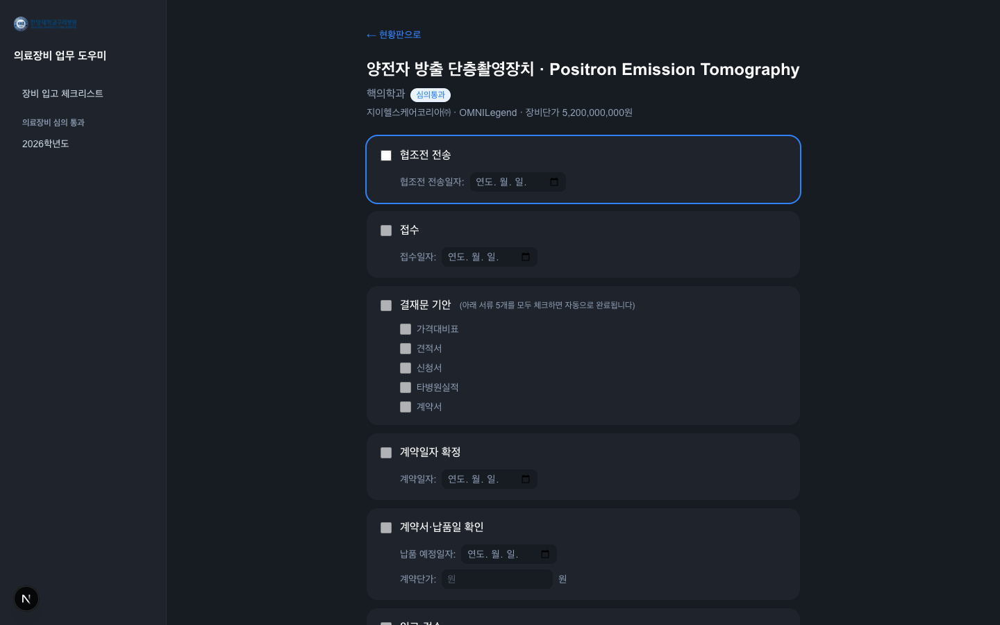 한양대학교구리병원
의료장비 업무 도우미
장비 입고 체크리스트
의료장비 심의 통과
2026학년도
← 현황판으로
양전자 방출 단층촬영장치 · Positron Emission Tomography
핵의학과 심의통과
지이헬스케어코리아㈜ · OMNILegend · 장비단가 5,200,000,000원
협조전 전송
협조전 전송일자: 연도. 월. 일.
접수
접수일자: 연도. 월. 일.
결재문 기안 (아래 서류 5개를 모두 체크하면 자동으로 완료됩니다)
가격대비표
견적서
신청서
타병원실적
계약서
계약일자 확정
계약일자: 연도. 월. 일.
계약서·납품일 확인
납품 예정일자: 연도. 월. 일.
계약단가: 원 원
N